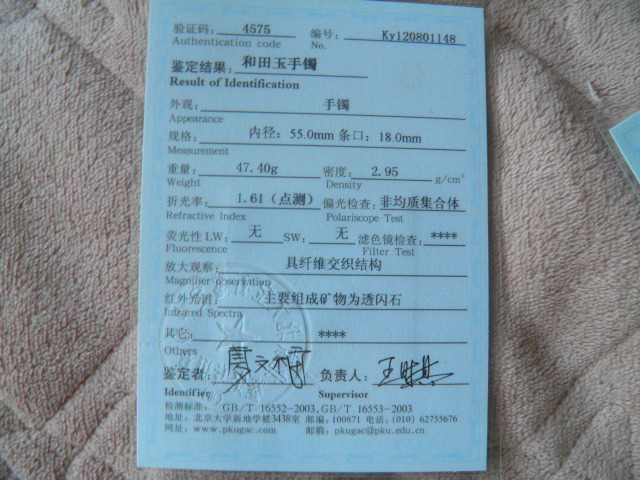 验证码: 4575 编号: Ky120801148
Authentication code No.
鉴定结果: 和田玉手镯
Result of Identification
外观: 手镯
Appearance
规格: 内径: 55.0mm 条口: 18.0mm
Measurement
重量: 47.40g 密度: 2.95 g/cm³
Weight Density
折光率: 1.61 (点测) 偏光检查: 非均质集合体
Refractive Index Polariscope Test
荧光性 LW: 无 SW: 无 滤色镜检查: ****
Fluorescence Filter Test
放大观察: 具纤维交织结构
Magnifier observation
红外光谱: 主要组成矿物为透闪石
Infrared Spectra
其它: ****
Others
鉴定者: 负责人:
Identifier Supervisor
检测标准: GB/T 16552-2003, GB/T 16553-2003
地址: 北京大学新地学楼3438室 邮编: 100871 电话: (010) 62755676
网址: www.pkugac.com 邮箱: pkugac@pku.edu.cn